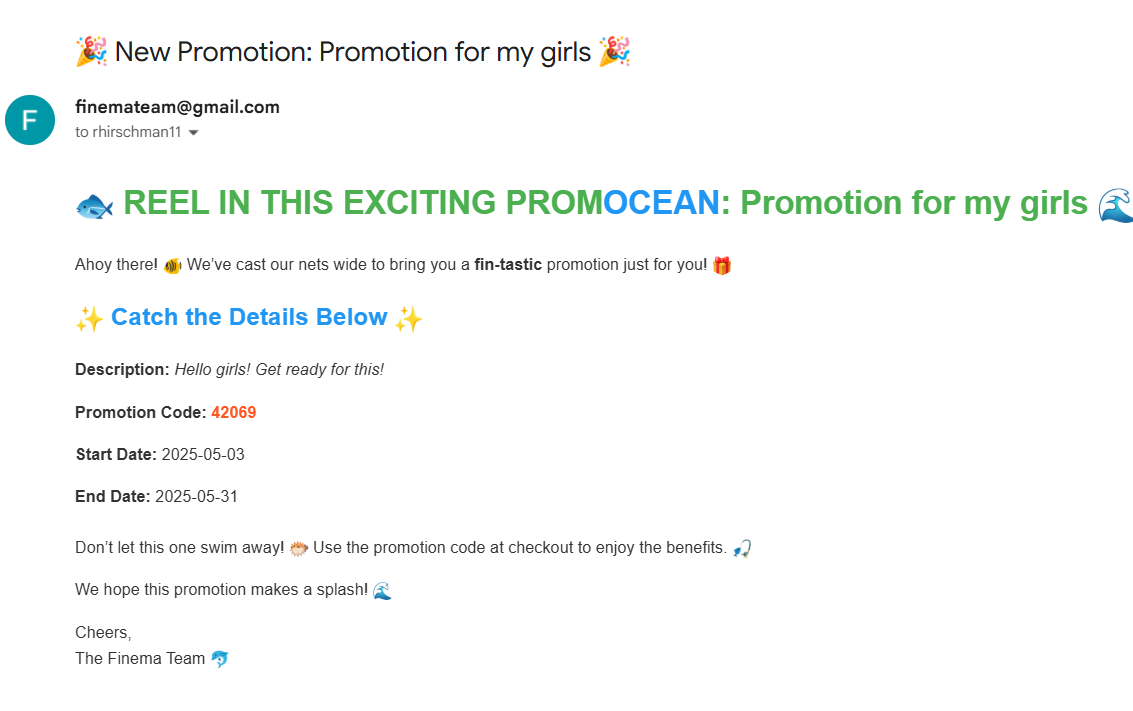 🎉 New Promotion: Promotion for my girls 🎉
F
finemateam@gmail.com
to rhirschman11
🐟 REEL IN THIS EXCITING PROMOCEAN: Promotion for my girls 🌊
Ahoy there! 🐠 We’ve cast our nets wide to bring you a fin-tastic promotion just for you! 🎁
✨ Catch the Details Below ✨
Description: Hello girls! Get ready for this!
Promotion Code: 42069
Start Date: 2025-05-03
End Date: 2025-05-31
Don’t let this one swim away! 🐡 Use the promotion code at checkout to enjoy the benefits. 🎣
We hope this promotion makes a splash! 🌊
Cheers,
The Finema Team 🐬